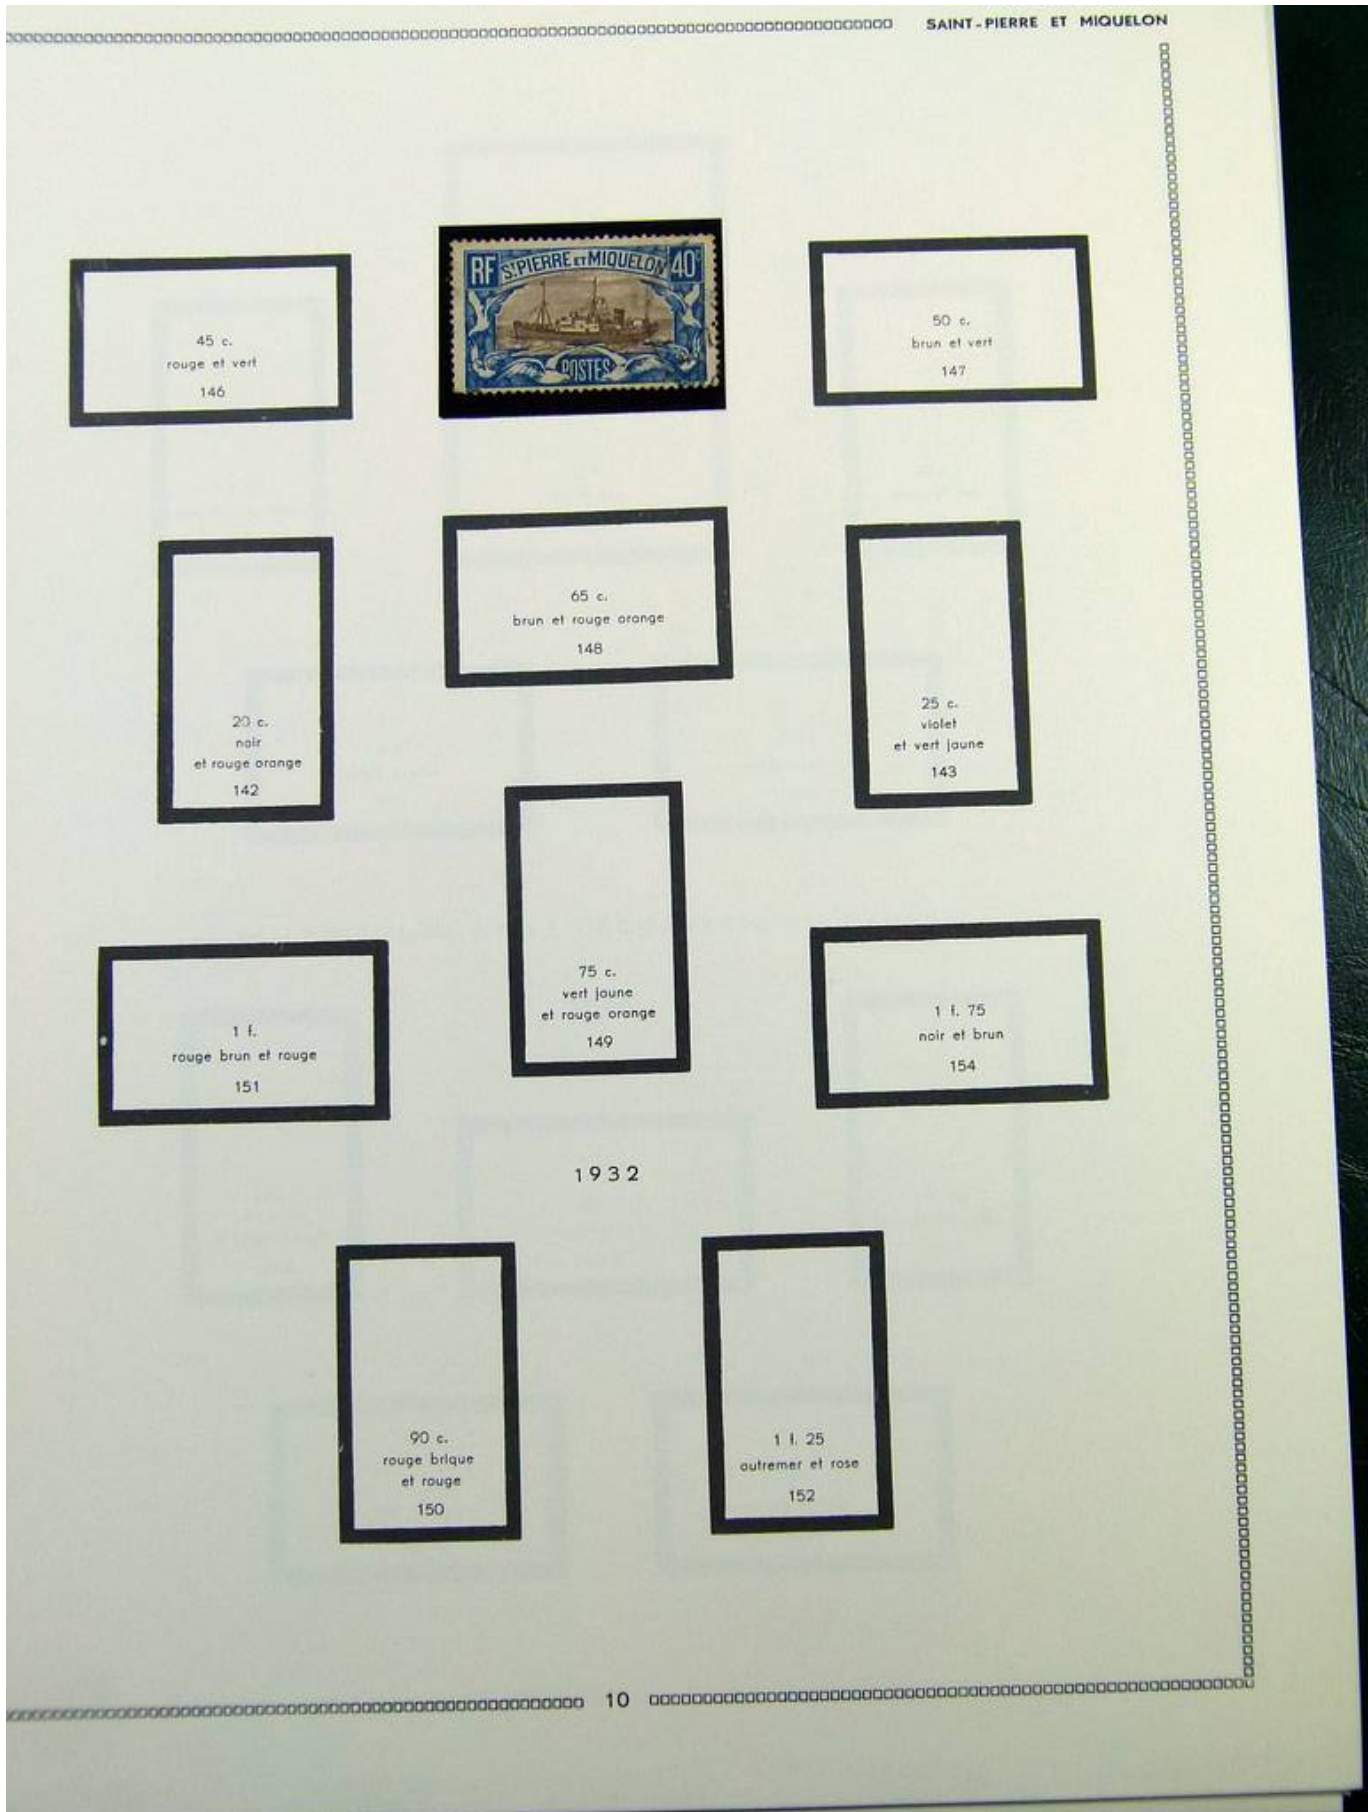 SAINT-PIERRE ET MIQUELON
45 c.
rouge et vert
146
RF
ST PIERRE ET MIQUELON
40c
POSTES
50 c.
brun et vert
147
20 c.
noir
et rouge orange
142
65 c.
brun et rouge orange
148
25 c.
violet
et vert jaune
143
1 f.
rouge brun et rouge
151
75 c.
vert jaune
et rouge orange
149
1 f. 75
noir et brun
154
1932
90 c.
rouge brique
et rouge
150
1 f. 25
outremer et rose
152
10